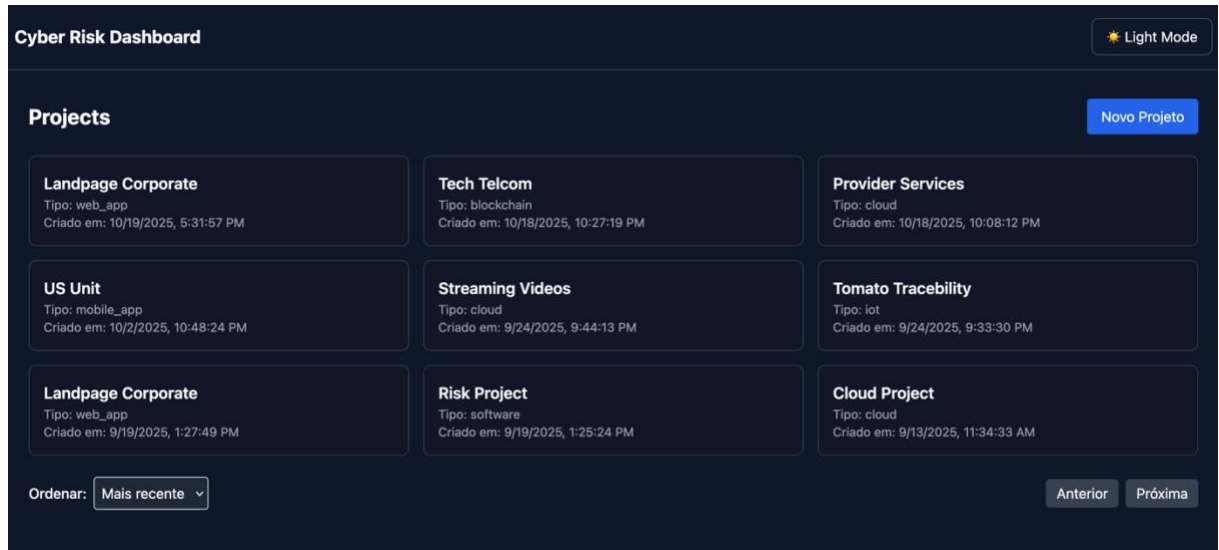 Cyber Risk Dashboard
☀ Light Mode
Projects
Novo Projeto
Landpage Corporate
Tipo: web_app
Criado em: 10/19/2025, 5:31:57 PM
Tech Telcom
Tipo: blockchain
Criado em: 10/18/2025, 10:27:19 PM
Provider Services
Tipo: cloud
Criado em: 10/18/2025, 10:08:12 PM
US Unit
Tipo: mobile_app
Criado em: 10/2/2025, 10:48:24 PM
Streaming Videos
Tipo: cloud
Criado em: 9/24/2025, 9:44:13 PM
Tomato Tracebility
Tipo: iot
Criado em: 9/24/2025, 9:33:30 PM
Landpage Corporate
Tipo: web_app
Criado em: 9/19/2025, 1:27:49 PM
Risk Project
Tipo: software
Criado em: 9/19/2025, 1:25:24 PM
Cloud Project
Tipo: cloud
Criado em: 9/13/2025, 11:34:33 AM
Ordenar: Mais recente
Anterior
Próxima